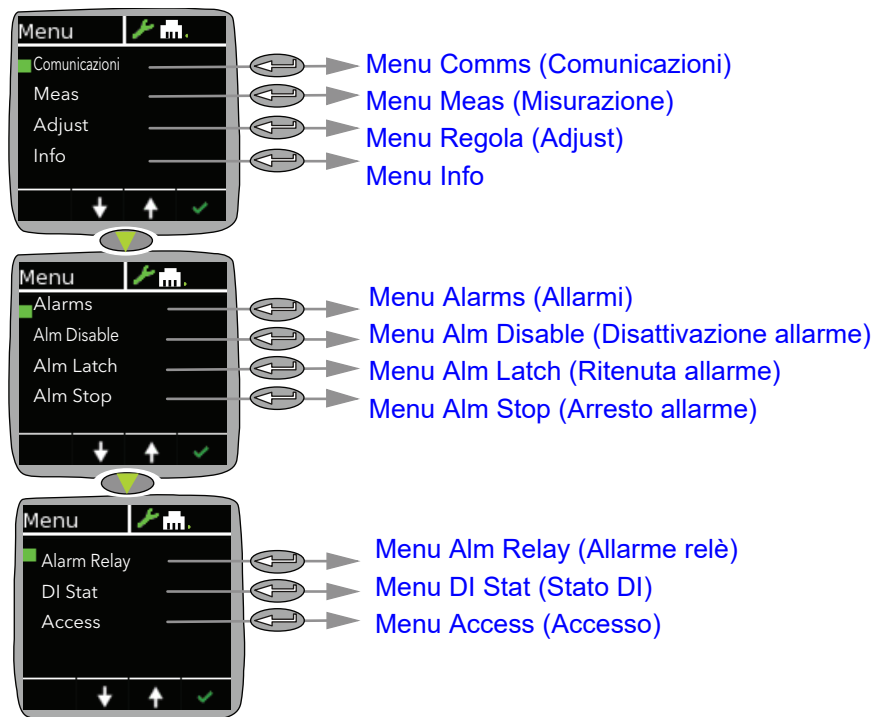 Menu
Comunicazioni
Menu Comms (Comunicazioni)
Meas
Menu Meas (Misurazione)
Adjust
Menu Regola (Adjust)
Info
Menu Info
Menu
Alarms
Menu Alarms (Allarmi)
Alm Disable
Menu Alm Disable (Disattivazione allarme)
Alm Latch
Menu Alm Latch (Ritenuta allarme)
Alm Stop
Menu Alm Stop (Arresto allarme)
Menu
Alarm Relay
Menu Alm Relay (Allarme relè)
DI Stat
Menu DI Stat (Stato DI)
Access
Menu Access (Accesso)